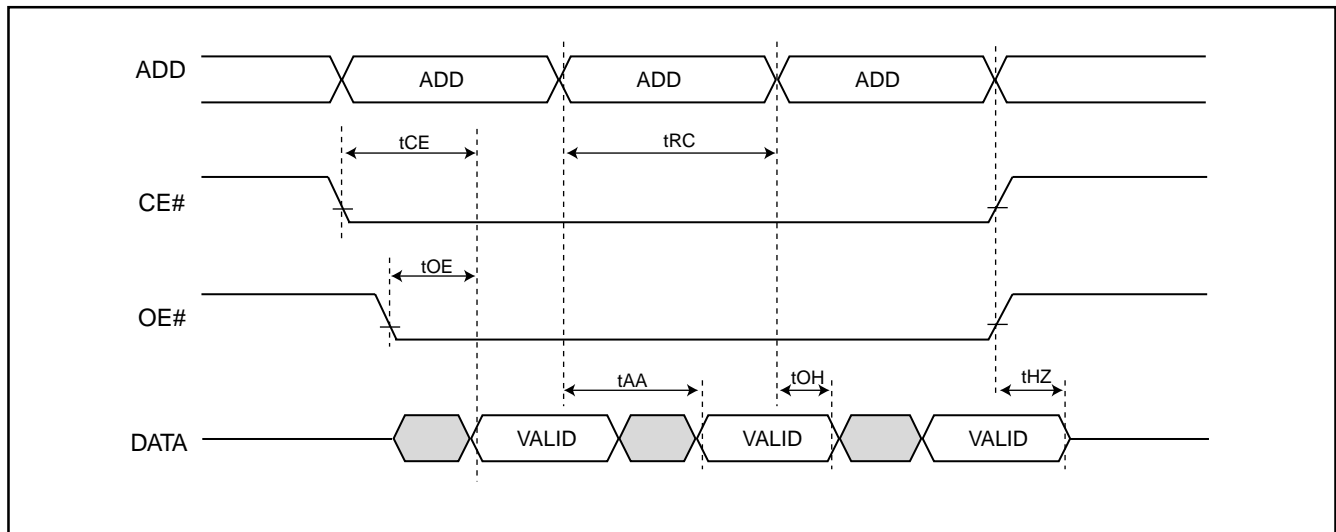 ADD
ADD
ADD
ADD
tCE
tRC
CE#
tOE
OE#
tAA
tOH
tHZ
DATA
VALID
VALID
VALID